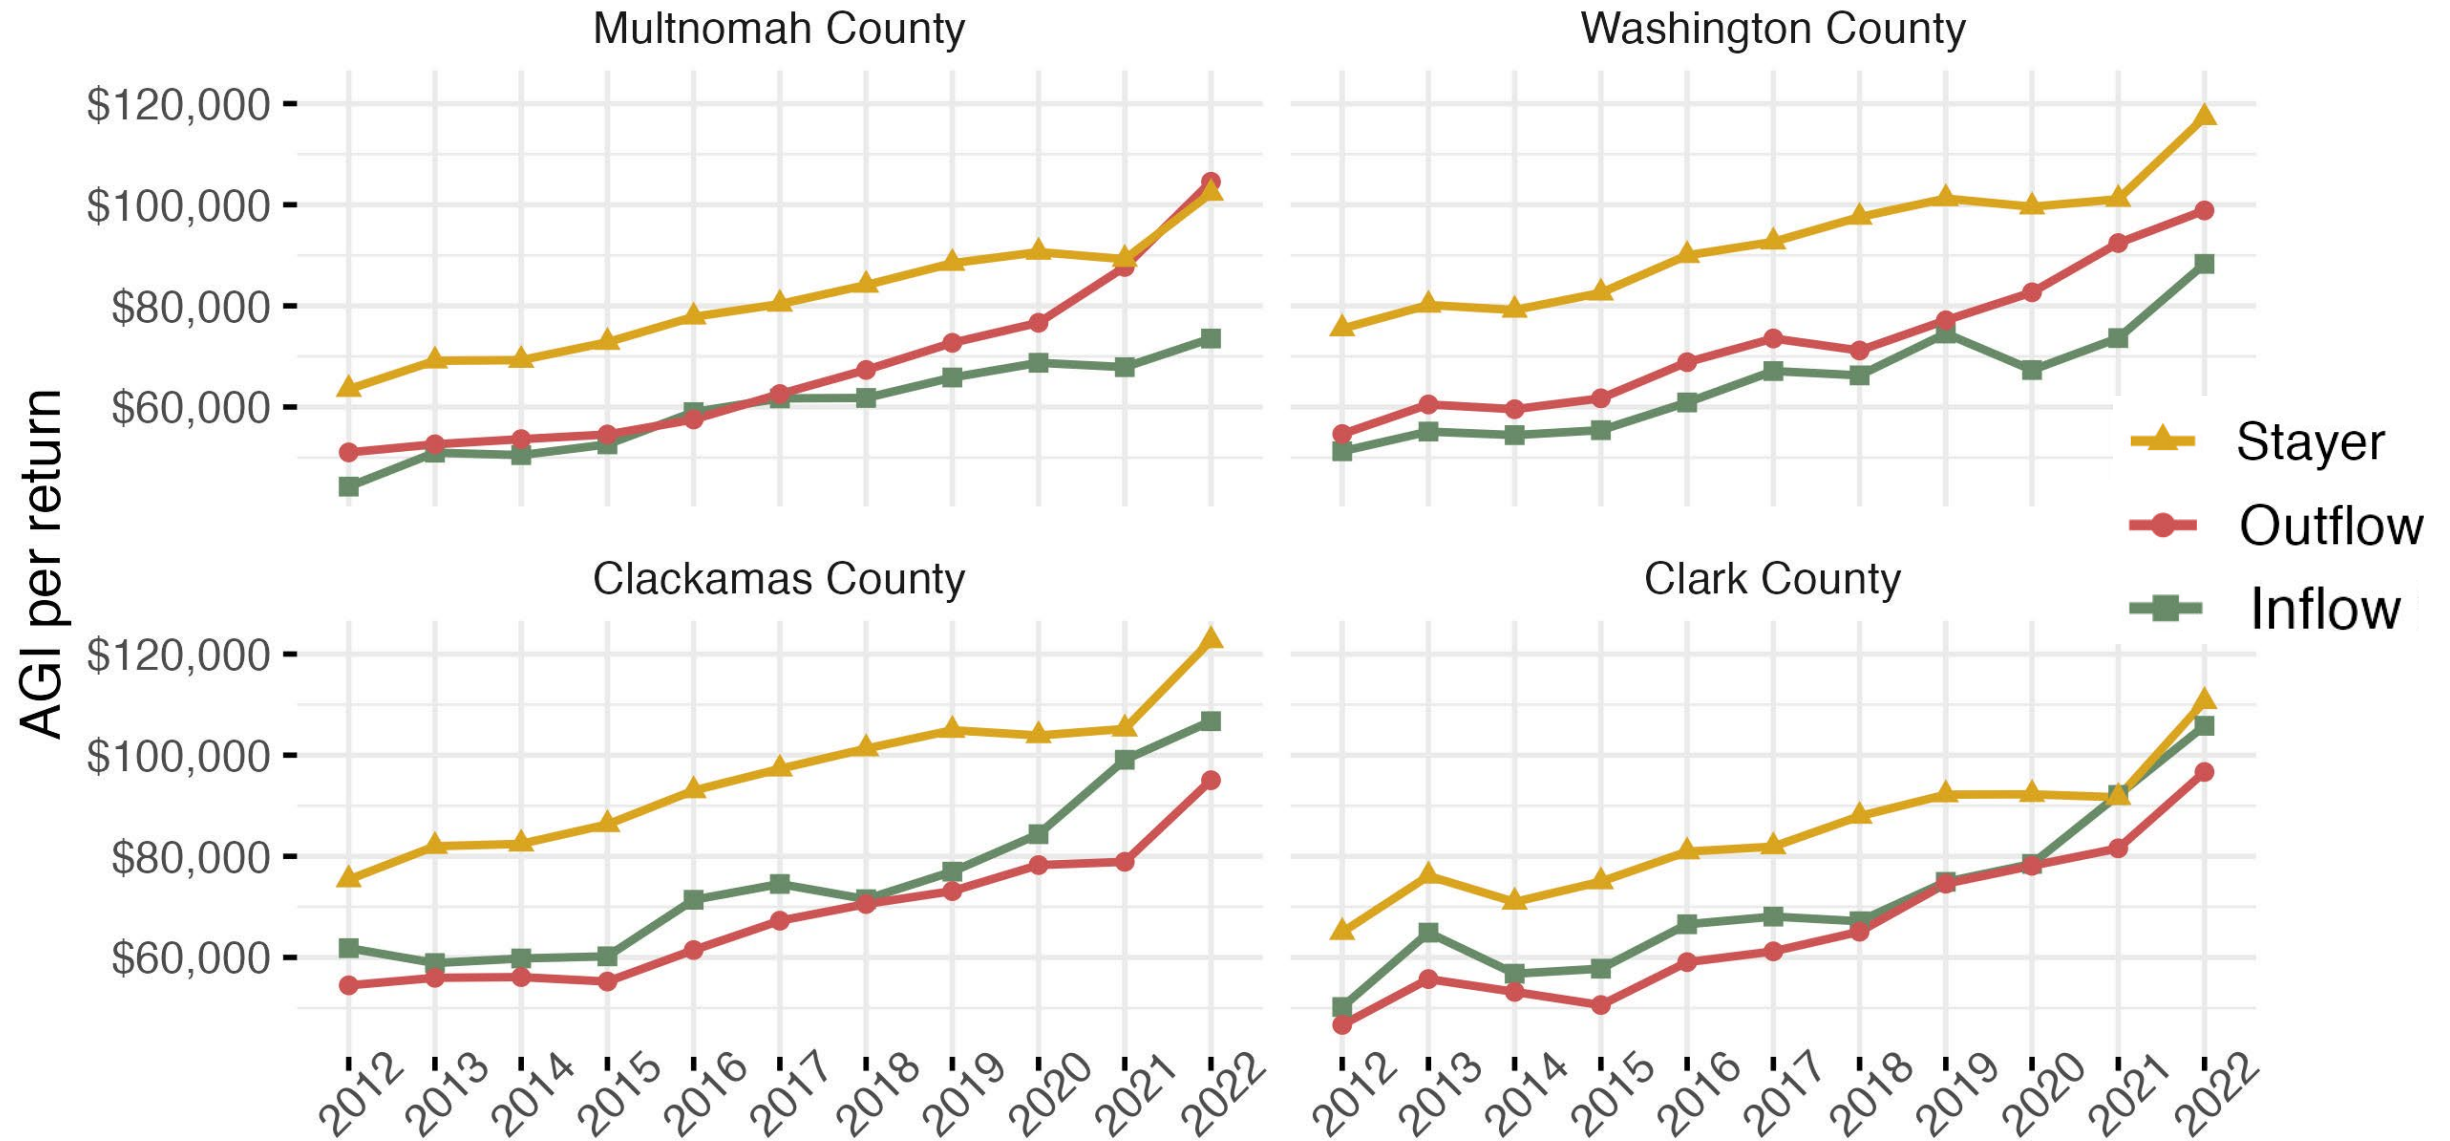 Multnomah County
Washington County
$120,000
$100,000
$80,000
$60,000
AGI per return
Stayer
Outflow
Inflow
Clackamas County
Clark County
$120,000
$100,000
$80,000
$60,000
2012 2013 2014 2015 2016 2017 2018 2019 2020 2021 2022
2012 2013 2014 2015 2016 2017 2018 2019 2020 2021 2022